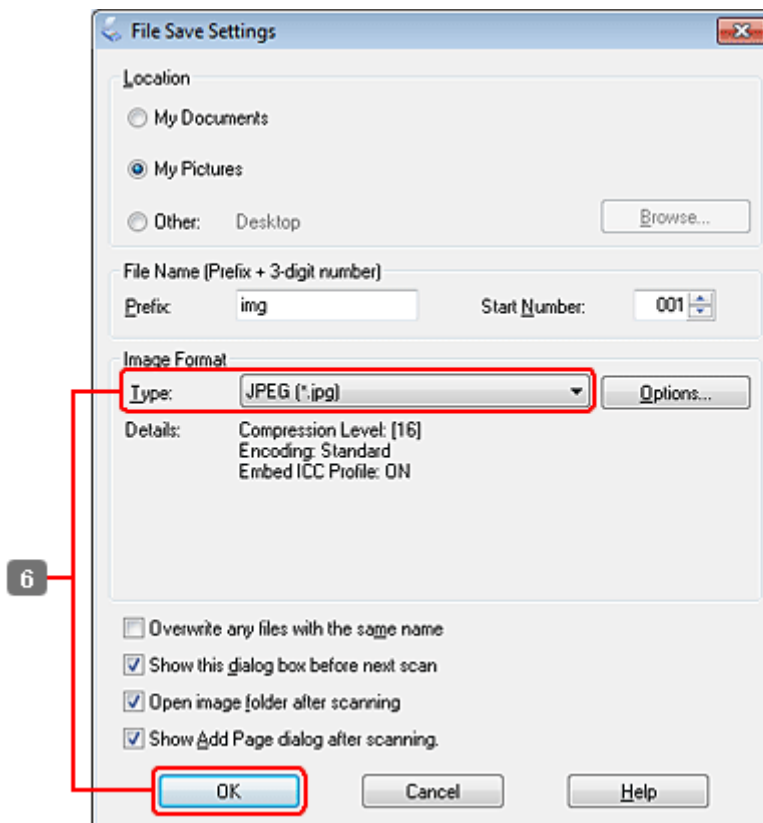 File Save Settings
Location
My Documents
My Pictures
Other: Desktop Browse...
File Name (Prefix + 3-digit number)
Prefix: img Start Number: 001
Image Format
Type: JPEG (*.jpg) Options...
Details: Compression Level: [16]
Encoding: Standard
Embed ICC Profile: ON
6
Overwrite any files with the same name
Show this dialog box before next scan
Open image folder after scanning
Show Add Page dialog after scanning.
OK Cancel Help